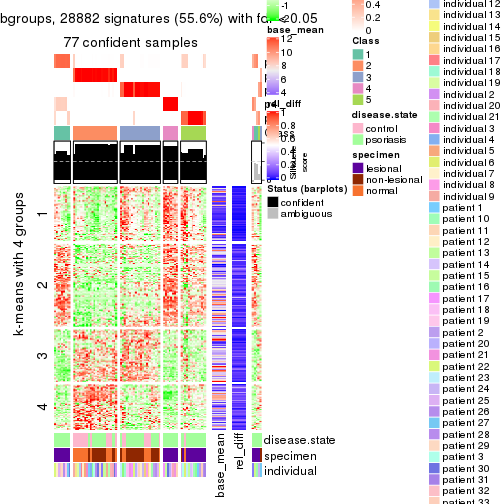 bgroups, 28882 signatures (55.6%) with fdr < 0.05
77 confident samples
1
2
3
4
k-means with 4 groups
disease.state
specimen
individual
base_mean
rel_diff
Silhouette
score
-1
-2
base_mean
12
10
8
6
4
rel_diff
1
0.8
0.6
0.4
0.2
0
Status (barplots)
confident
ambiguous
0.4
0.2
0
Class
1
2
3
4
5
disease.state
control
psoriasis
specimen
lesional
non-lesional
normal
individual 12
individual 13
individual 14
individual 15
individual 16
individual 17
individual 18
individual 19
individual 2
individual 20
individual 21
individual 3
individual 4
individual 5
individual 6
individual 7
individual 8
individual 9
patient 1
patient 10
patient 11
patient 12
patient 13
patient 14
patient 15
patient 16
patient 17
patient 18
patient 19
patient 2
patient 20
patient 21
patient 22
patient 23
patient 24
patient 25
patient 26
patient 27
patient 28
patient 29
patient 3
patient 30
patient 31
patient 32
patient 33